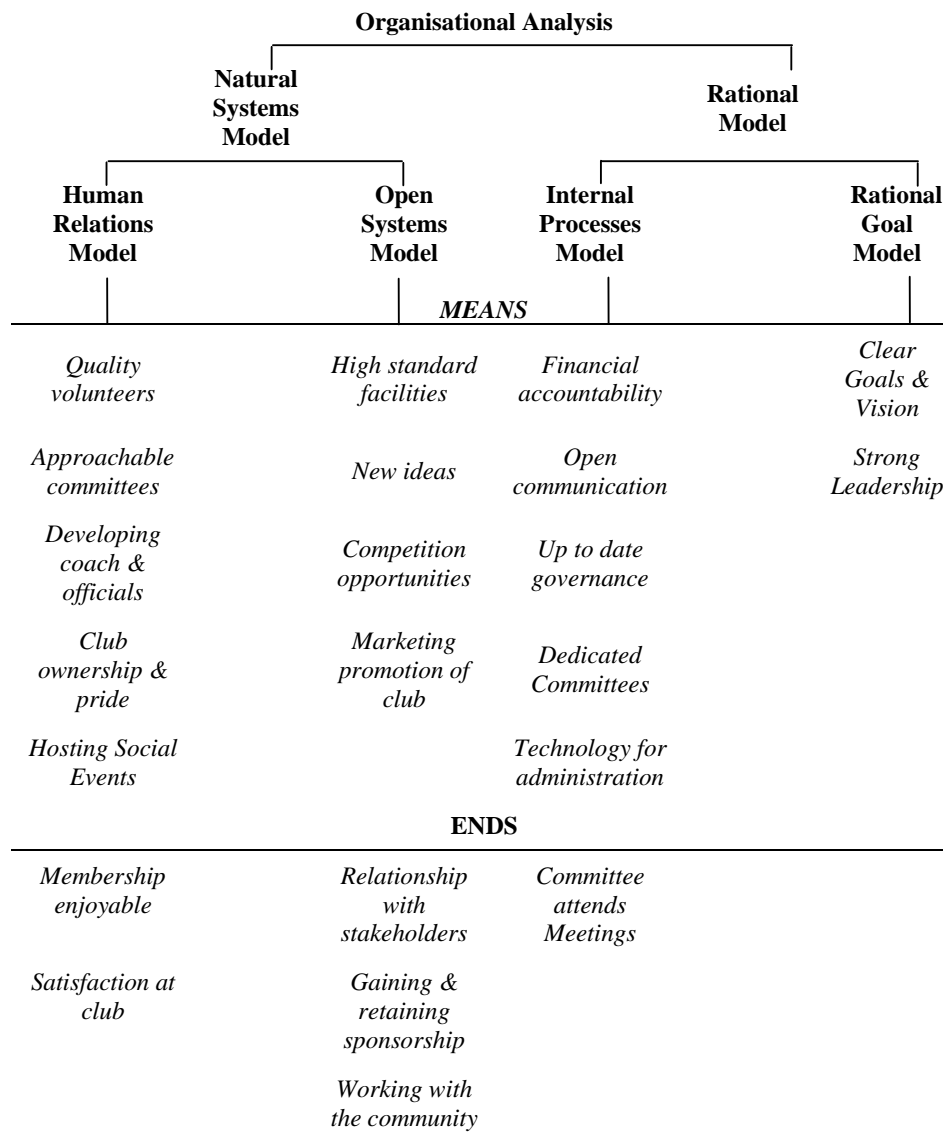 Organisational Analysis
Natural
Systems
Model
Rational
Model
Human
Relations
Model
Open
Systems
Model
Internal
Processes
Model
Rational
Goal
Model
MEANS
Quality
volunteers
High standard
facilities
Financial
accountability
Clear
Goals &
Vision
Approachable
committees
New ideas
Open
communication
Strong
Leadership
Developing
coach &
officials
Competition
opportunities
Up to date
governance
Club
ownership &
pride
Marketing
promotion of
club
Dedicated
Committees
Hosting Social
Events
Technology for
administration
ENDS
Membership
enjoyable
Relationship
with
stakeholders
Committee
attends
Meetings
Satisfaction at
club
Gaining &
retaining
sponsorship
Working with
the community